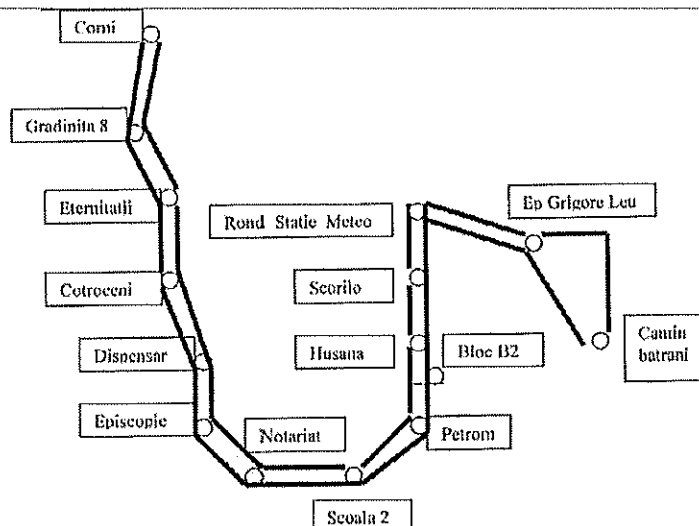 Corni
Gradinita 8
Eternitatii
Cotroceni
Dispensar
Episcopie
Notariat
Scoala 2
Petrom
Bloc B2
Husana
Scorilo
Rond Statie Meteo
Ep Grigore Leu
Camin
batrani